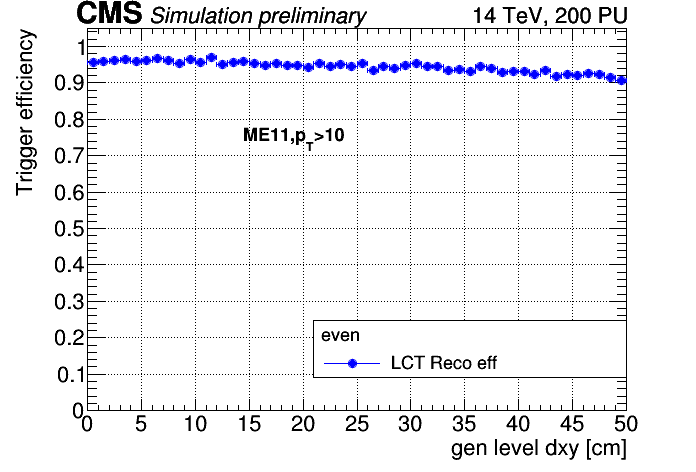 CMS Simulation preliminary 14 TeV, 200 PU
Trigger efficiency
1
0.9
0.8
0.7
0.6
0.5
0.4
0.3
0.2
0.1
0
ME11,pT>10
even
LCT Reco eff
0 5 10 15 20 25 30 35 40 45 50
gen level dxy [cm]